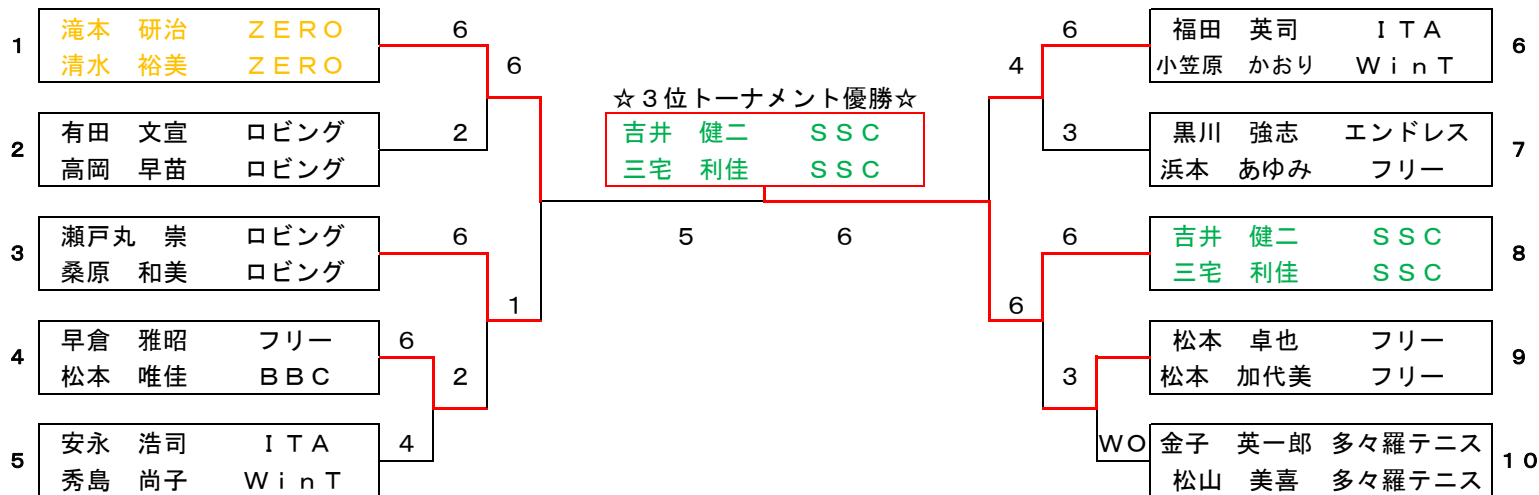 1
滝本 研治 ＺＥＲＯ
清水 裕美 ＺＥＲＯ
6
6
2
有田 文宣 ロビング
高岡 早苗 ロビング
2
3
瀬戸丸 崇 ロビング
桑原 和美 ロビング
6
1
4
早倉 雅昭 フリー
松本 唯佳 ＢＢＣ
6
2
5
安永 浩司 ＩＴＡ
秀島 尚子 ＷｉｎＴ
4
☆３位トーナメント優勝☆
吉井 健二 ＳＳＣ
三宅 利佳 ＳＳＣ
5 6
福田 英司 ＩＴＡ
小笠原 かおり ＷｉｎＴ
6
6
4
黒川 強志 エンドレス
浜本 あゆみ フリー
7
3
吉井 健二 ＳＳＣ
三宅 利佳 ＳＳＣ
8
6
6
松本 卓也 フリー
松本 加代美 フリー
9
3
金子 英一郎 多々羅テニス
松山 美喜 多々羅テニス
１０
ＷＯ